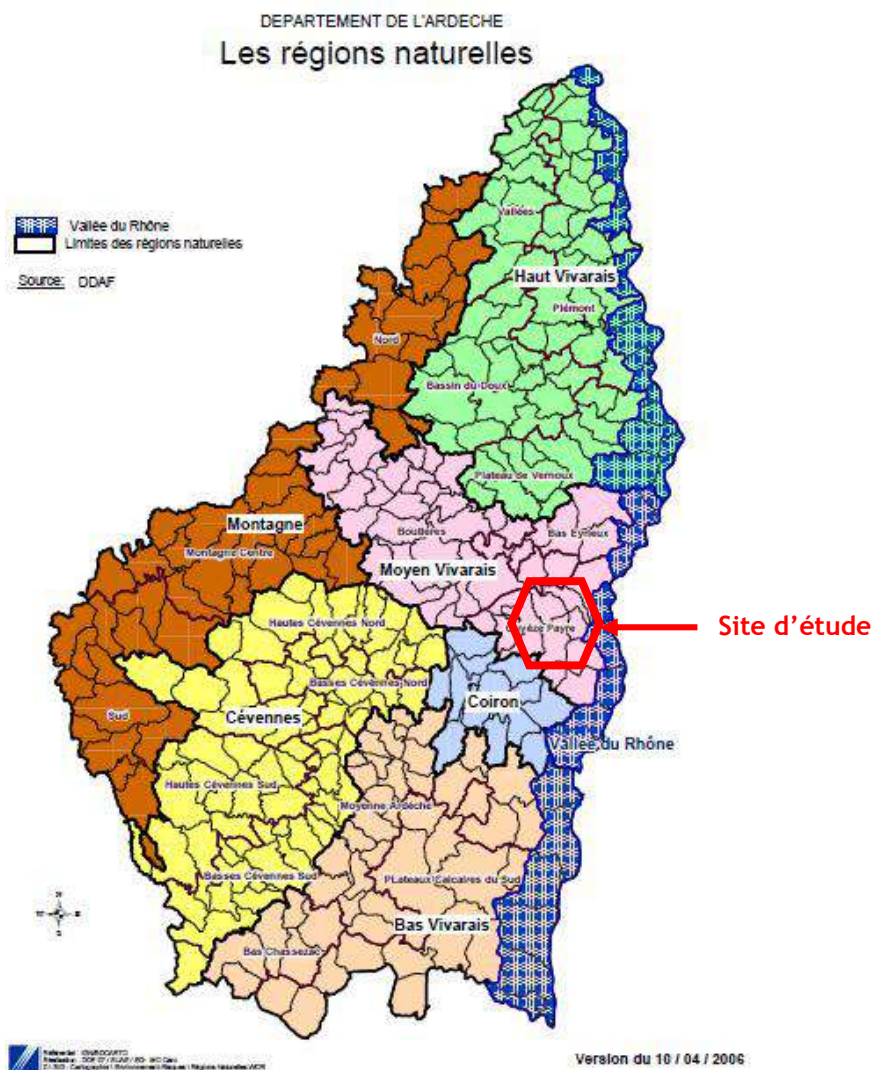 DEPARTEMENT DE L'ARDECHE
Les régions naturelles
Vallée du Rhône
Limites des régions naturelles
Source: DDAF
Vallées
Haut Vivarais
Piémont
Nord
Bassin du Doux
Plateau de Vernoux
Montagne
Boutières
Bas Eyrieux
Montagne Centre
Moyen Vivarais
Site d'étude
Payre
Hautes Cévennes Nord
Basses Cévennes Nord
Coiron
Sud
Cévennes
Vallée du Rhône
Hautes Cévennes Sud
Moyenne Ardèche
Basses Cévennes Sud
PLateaux Calcaires du Sud
Bas Vivarais
Bas Chassezac
Version du 10 / 04 / 2006